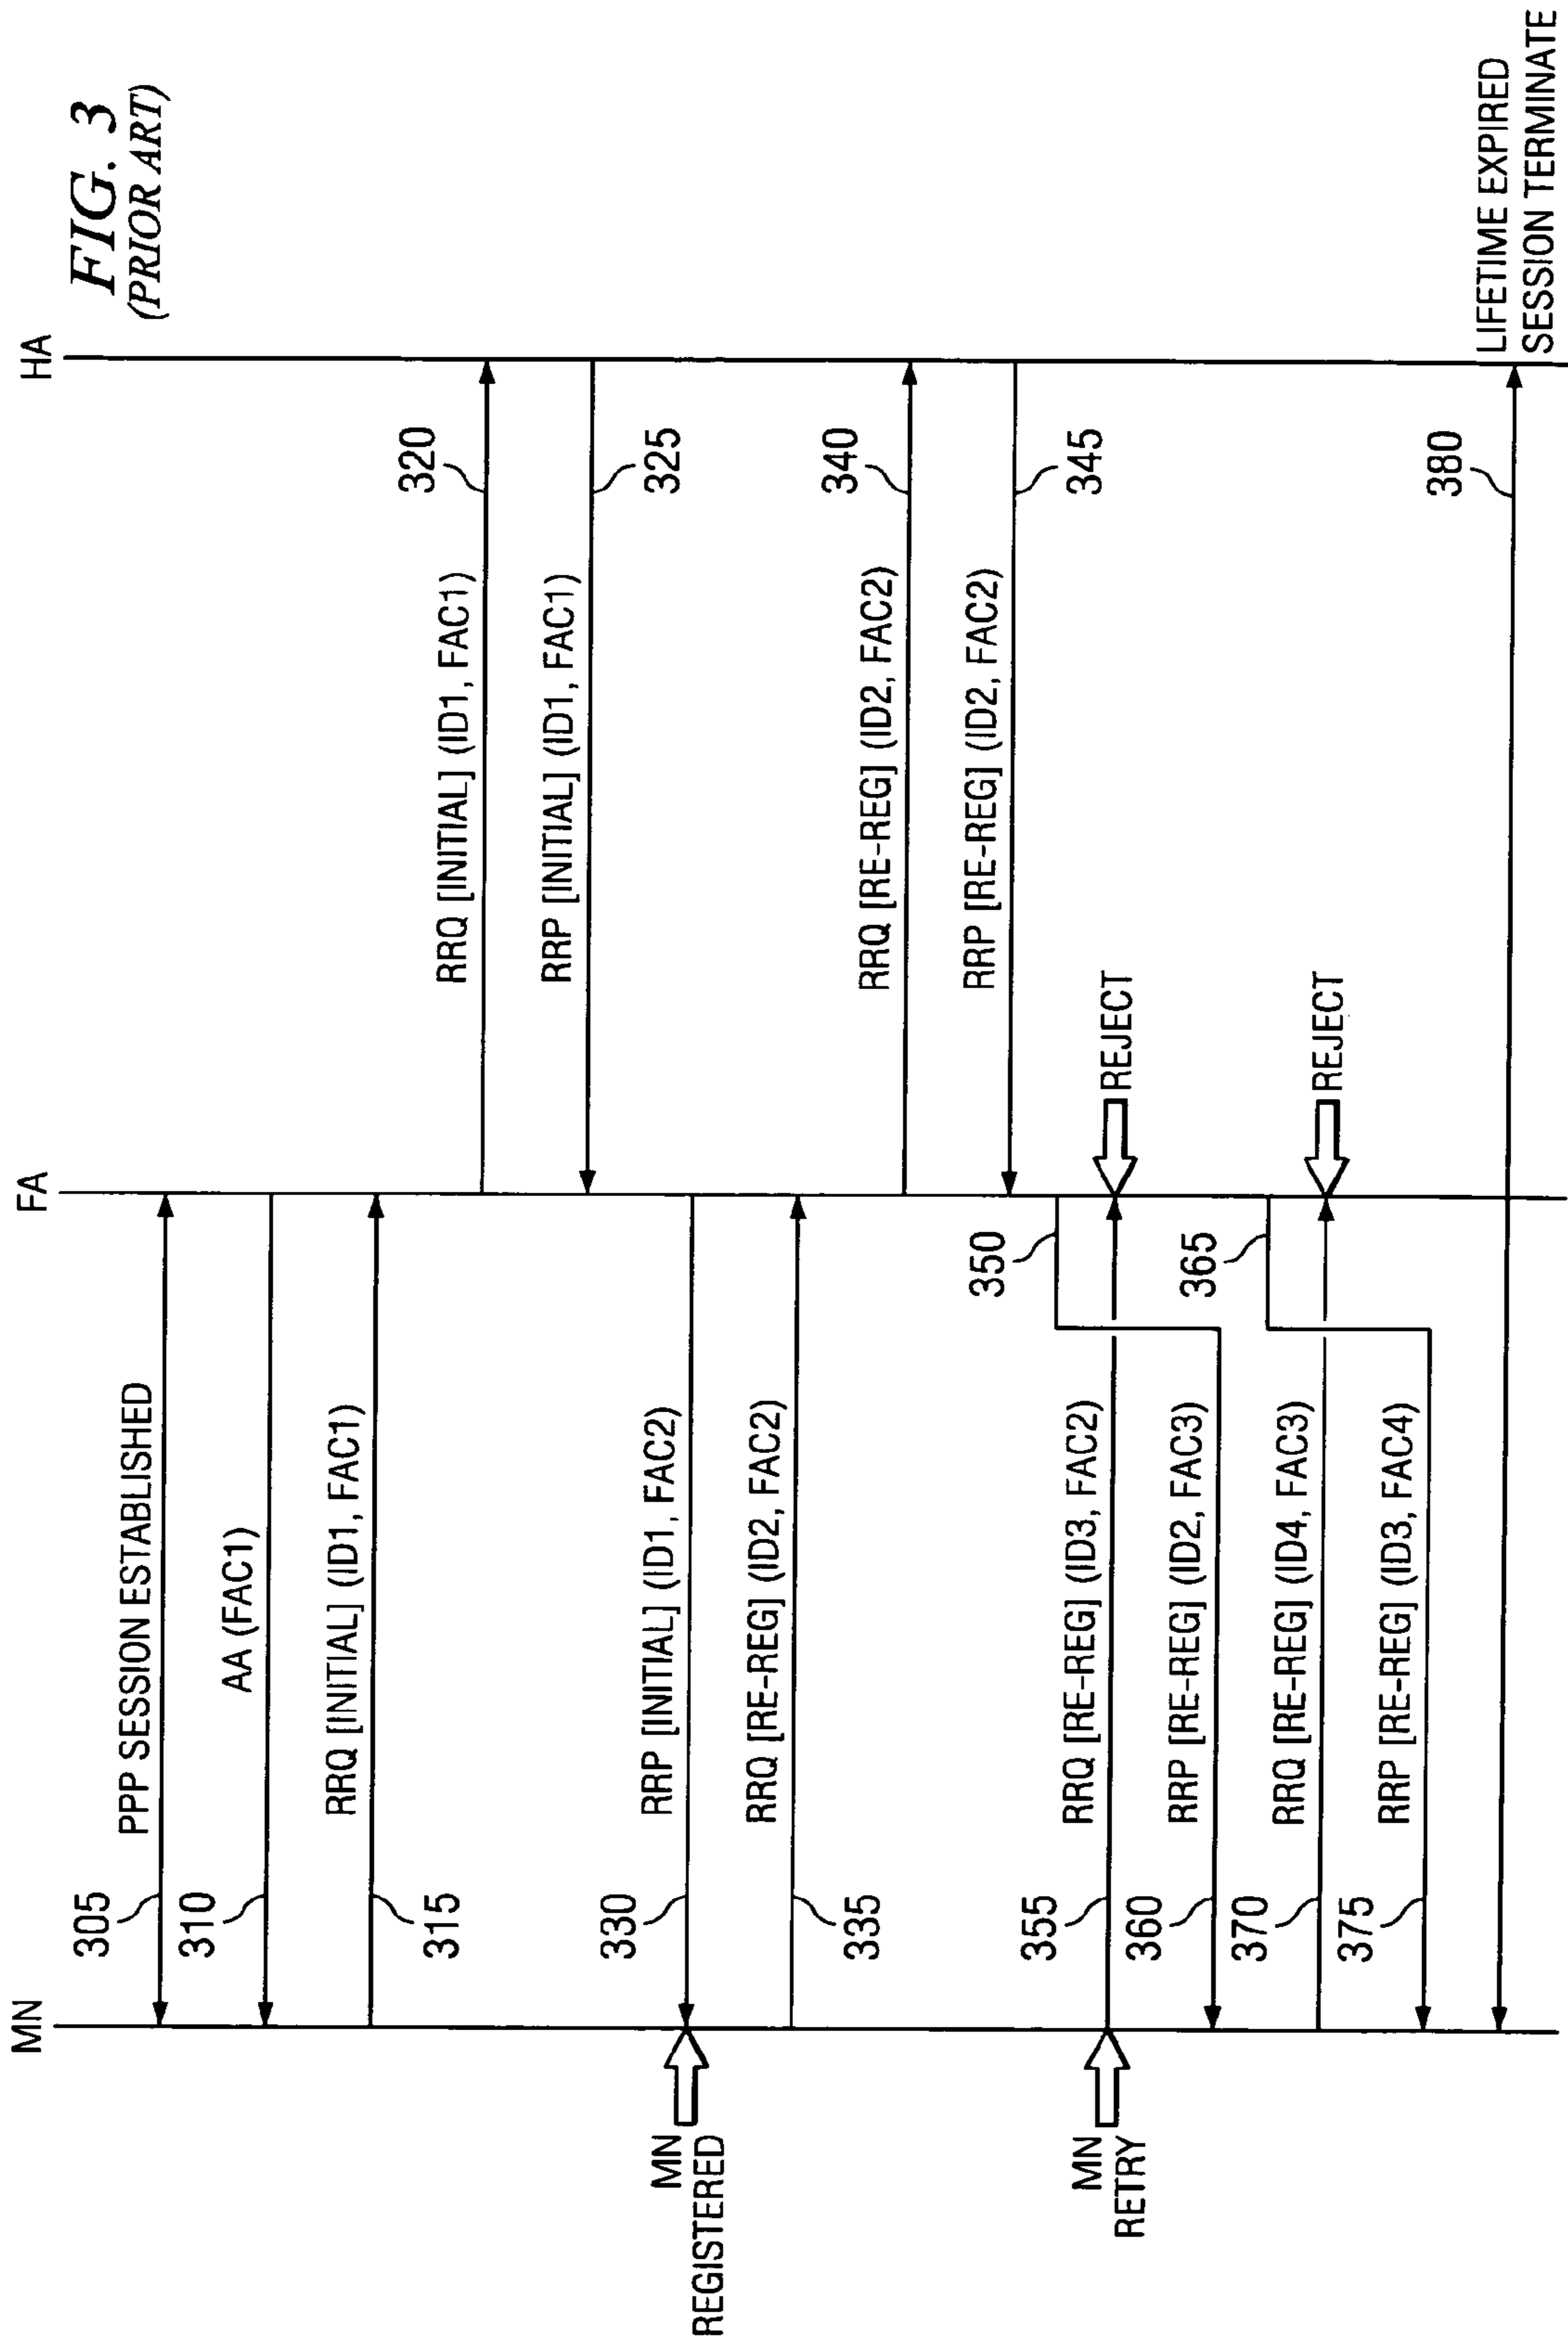 FIG. 3
(PRIOR ART)
MN
FA
HA
305
PPP SESSION ESTABLISHED
310
AA (FAC1)
315
RRQ [INITIAL] (ID1, FAC1)
320
RRQ [INITIAL] (ID1, FAC1)
325
RRP [INITIAL] (ID1, FAC1)
MN
REGISTERED
330
RRP [INITIAL] (ID1, FAC2)
335
RRQ [RE-REG] (ID2, FAC2)
340
RRQ [RE-REG] (ID2, FAC2)
345
RRP [RE-REG] (ID2, FAC2)
350
MN
RETRY
355
RRQ [RE-REG] (ID3, FAC2)
REJECT
360
RRP [RE-REG] (ID2, FAC3)
365
370
RRQ [RE-REG] (ID4, FAC3)
REJECT
375
RRP [RE-REG] (ID3, FAC4)
380
LIFETIME EXPIRED
SESSION TERMINATE